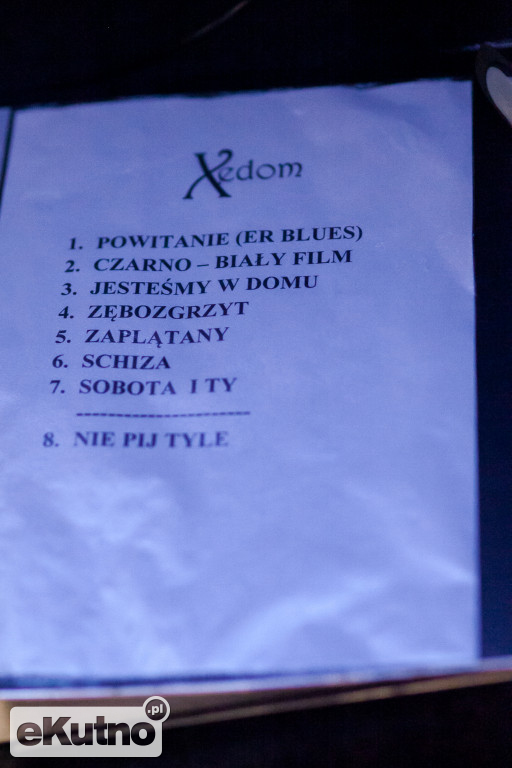 Xedom
1. POWITANIE (ER BLUES)
2. CZARNO – BIAŁY FILM
3. JESTEŚMY W DOMU
4. ZĘBOZGRZYT
5. ZAPLĄTANY
6. SCHIZA
7. SOBOTA I TY
-------------------------
8. NIE PIJ TYLE
eKutno.pl